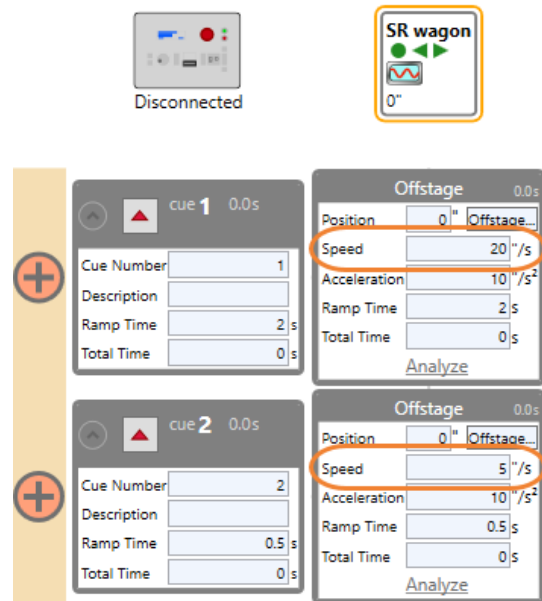 Disconnected
SR wagon
0"
cue 1 0.0s
Cue Number 1
Description
Ramp Time 2 s
Total Time 0 s
Offstage 0.0s
Position 0 " Offstage...
Speed 20 "/s
Acceleration 10 "/s²
Ramp Time 2 s
Total Time 0 s
Analyze
cue 2 0.0s
Cue Number 2
Description
Ramp Time 0.5 s
Total Time 0 s
Offstage 0.0s
Position 0 " Offstage...
Speed 5 "/s
Acceleration 10 "/s²
Ramp Time 0.5 s
Total Time 0 s
Analyze